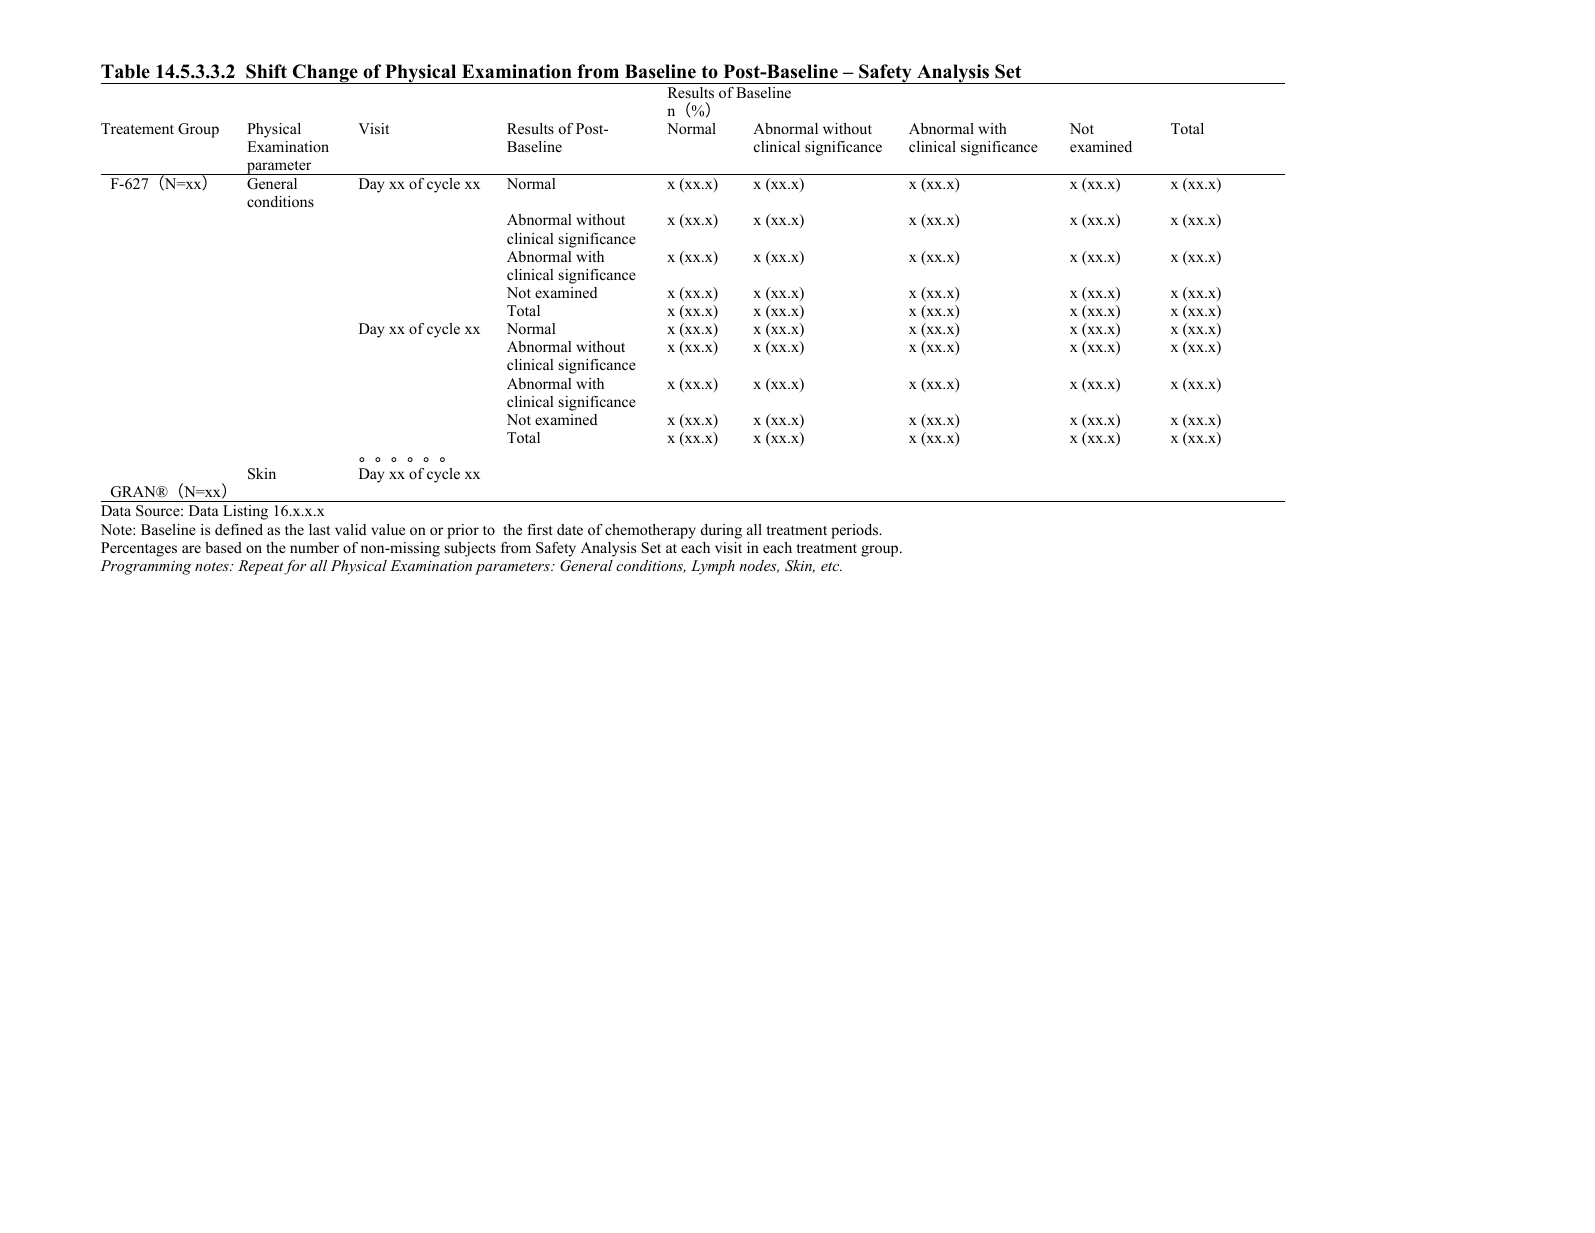 Table 14.5.3.3.2  Shift Change of Physical Examination from Baseline to Post-Baseline – Safety Analysis Set
Results of Baseline
n（%）
Treatement Group Physical Visit Results of Post- Normal Abnormal without Abnormal with Not Total
Examination Baseline clinical significance clinical significance examined
parameter
F-627（N=xx） General Day xx of cycle xx Normal x (xx.x) x (xx.x) x (xx.x) x (xx.x) x (xx.x)
conditions
Abnormal without x (xx.x) x (xx.x) x (xx.x) x (xx.x) x (xx.x)
clinical significance
Abnormal with x (xx.x) x (xx.x) x (xx.x) x (xx.x) x (xx.x)
clinical significance
Not examined x (xx.x) x (xx.x) x (xx.x) x (xx.x) x (xx.x)
Total x (xx.x) x (xx.x) x (xx.x) x (xx.x) x (xx.x)
Day xx of cycle xx Normal x (xx.x) x (xx.x) x (xx.x) x (xx.x) x (xx.x)
Abnormal without x (xx.x) x (xx.x) x (xx.x) x (xx.x) x (xx.x)
clinical significance
Abnormal with x (xx.x) x (xx.x) x (xx.x) x (xx.x) x (xx.x)
clinical significance
Not examined x (xx.x) x (xx.x) x (xx.x) x (xx.x) x (xx.x)
Total x (xx.x) x (xx.x) x (xx.x) x (xx.x) x (xx.x)
。。。。。。
Skin Day xx of cycle xx
GRAN®（N=xx）
Data Source: Data Listing 16.x.x.x
Note: Baseline is defined as the last valid value on or prior to  the first date of chemotherapy during all treatment periods.
Percentages are based on the number of non-missing subjects from Safety Analysis Set at each visit in each treatment group.
Programming notes: Repeat for all Physical Examination parameters: General conditions, Lymph nodes, Skin, etc.